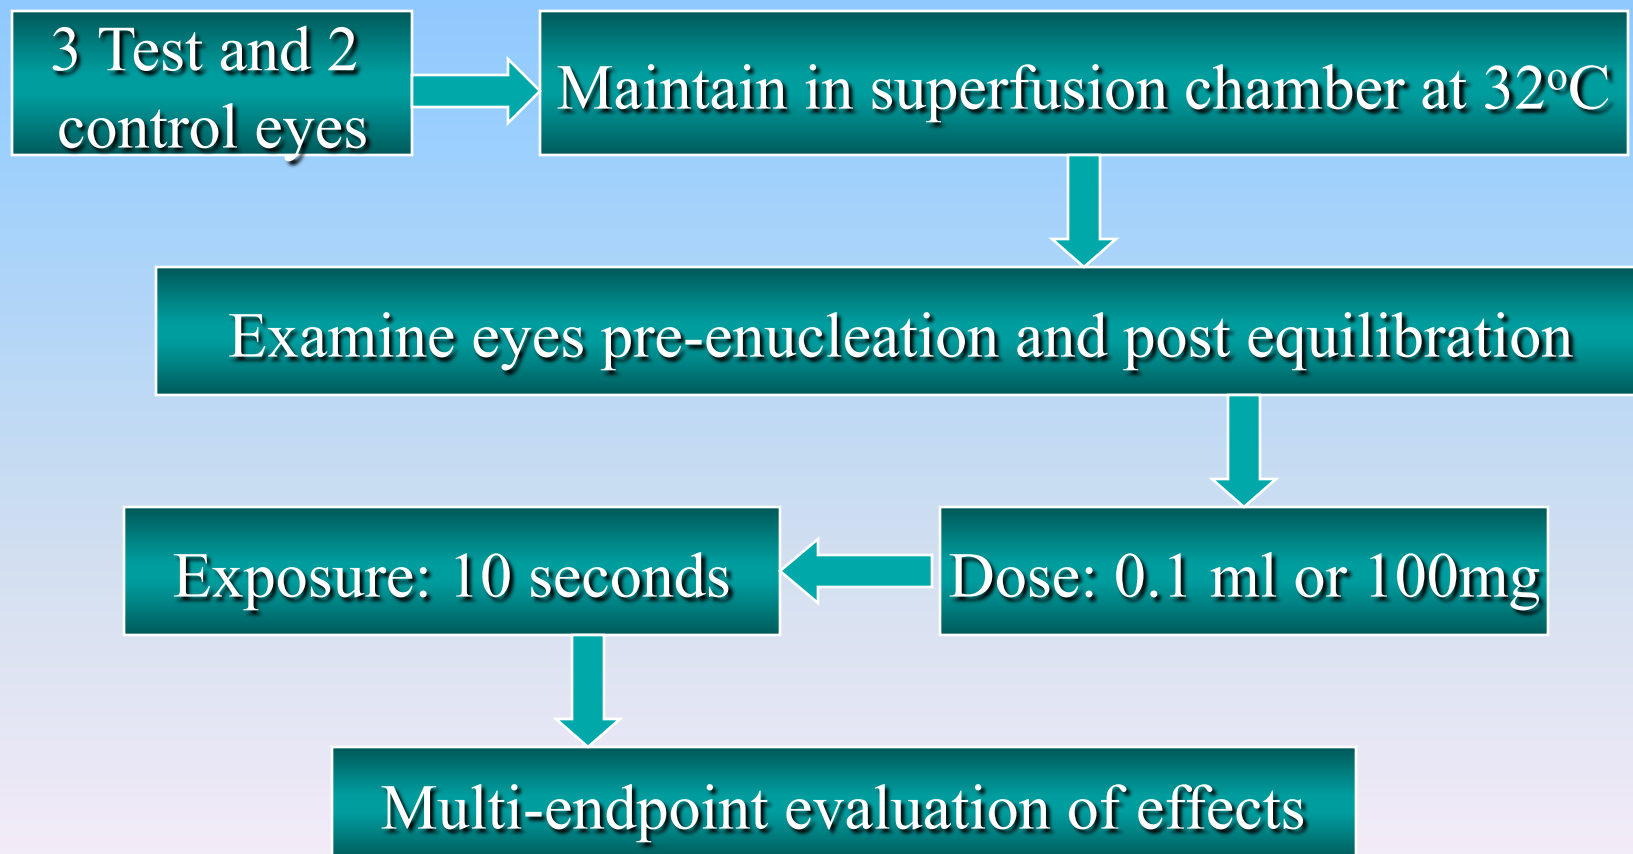 3 Test and 2
control eyes
Maintain in superfusion chamber at 32°C
Examine eyes pre-enucleation and post equilibration
Dose: 0.1 ml or 100mg
Exposure: 10 seconds
Multi-endpoint evaluation of effects